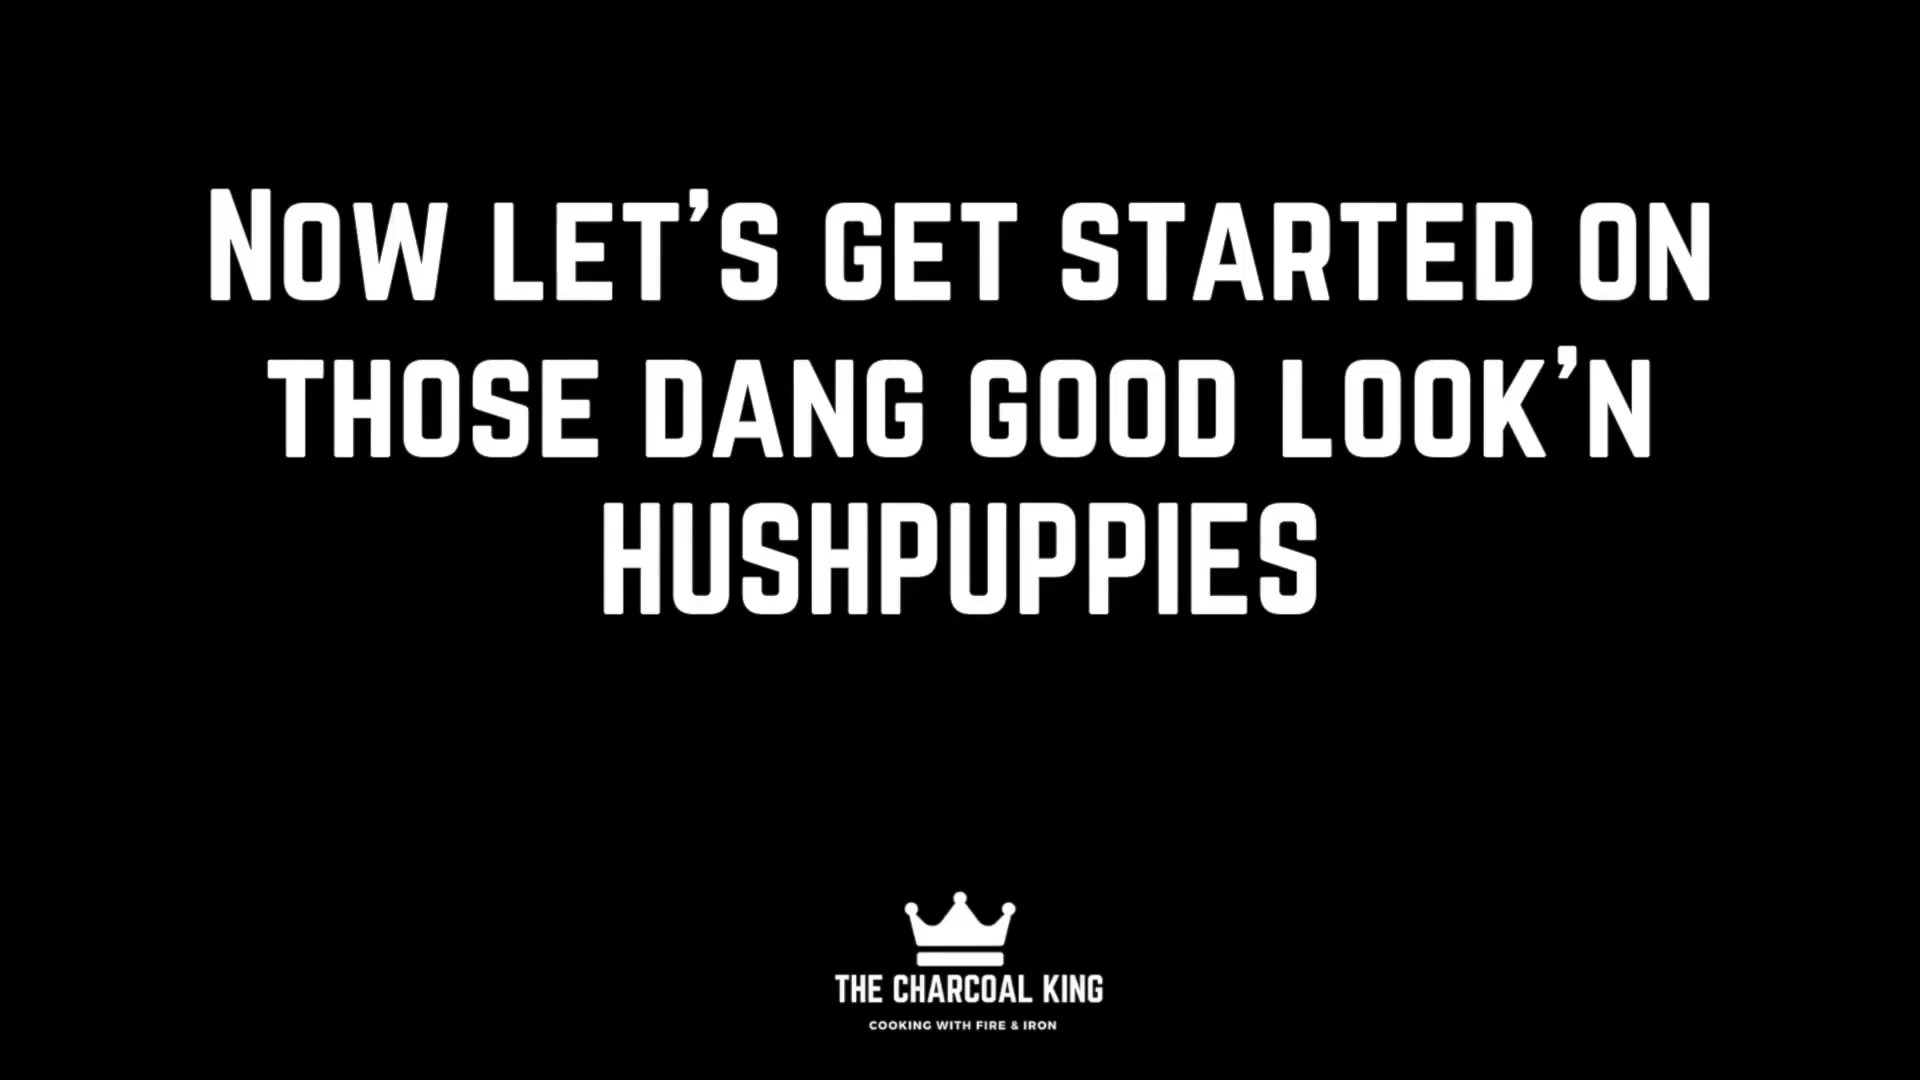 Now let's get started on
those dang good look'n
HUSHPUPPIES
THE CHARCOAL KING
COOKING WITH FIRE & IRON